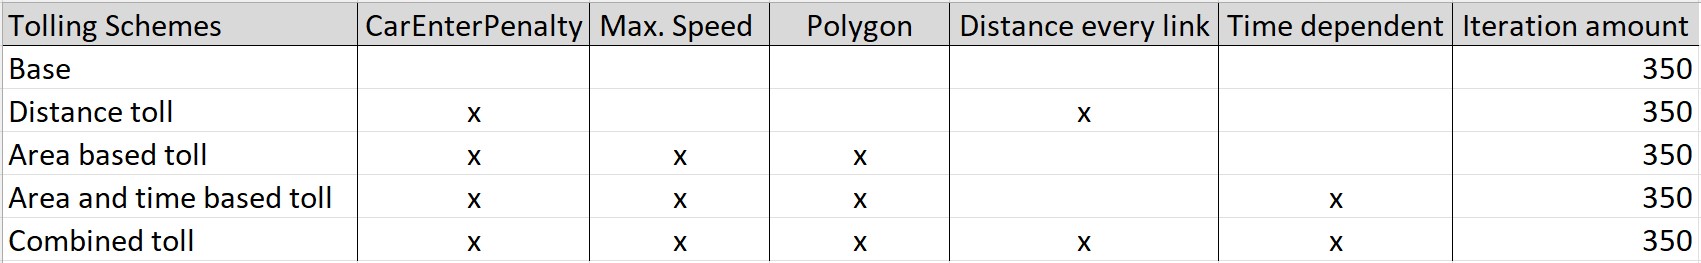 Tolling Schemes CarEnterPenalty Max. Speed Polygon Distance every link Time dependent Iteration amount
Base 350
Distance toll x x 350
Area based toll x x x 350
Area and time based toll x x x x 350
Combined toll x x x x x 350